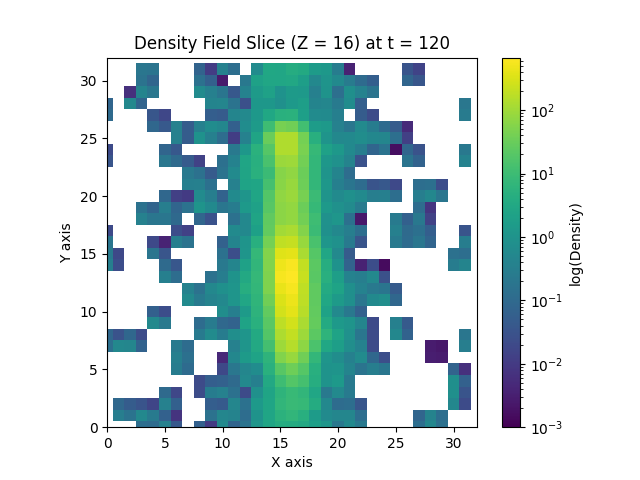 Density Field Slice (Z = 16) at t = 120
30
25
20
15
10
5
0
Y axis
0 5 10 15 20 25 30
X axis
10²
10¹
10⁰
10⁻¹
10⁻²
10⁻³
log(Density)